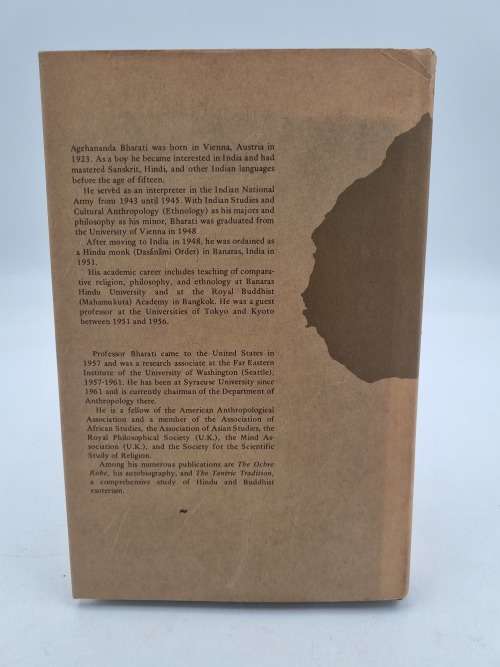 Agehananda Bharati was born in Vienna, Austria in
1923. As a boy he became interested in India and had
mastered Sanskrit, Hindi, and other Indian languages
before the age of fifteen.
He served as an interpreter in the Indian National
Army from 1943 until 1945. With Indian Studies and
Cultural Anthropology (Ethnology) as his majors and
philosophy as his minor, Bharati was graduated from
the University of Vienna in 1948
After moving to India in 1948, he was ordained as
a Hindu monk (Daśānāmi Order) in Banaras, India in
1951.
His academic career includes teaching of compara-
tive religion, philosophy, and ethnology at Banaras
Hindu University and at the Royal Buddhist
(Mahamukuta) Academy in Bangkok. He was a guest
professor at the Universities of Tokyo and Kyoto
between 1951 and 1956.
Professor Bharati came to the United States in
1957 and was a research associate at the Far Eastern
Institute of the University of Washington (Seattle),
1957-1961. He has been at Syracuse University since
1961 and is currently chairman of the Department of
Anthropology there.
He is a fellow of the American Anthropological
Association and a member of the Association of
African Studies, the Association of Asian Studies, the
Royal Philosophical Society (U.K.), the Mind As-
sociation (U.K.), and the Society for the Scientific
Study of Religion.
Among his numerous publications are The Ochre
Robe, his autobiography, and The Tantric Tradition,
a comprehensive study of Hindu and Buddhist
esoterism.